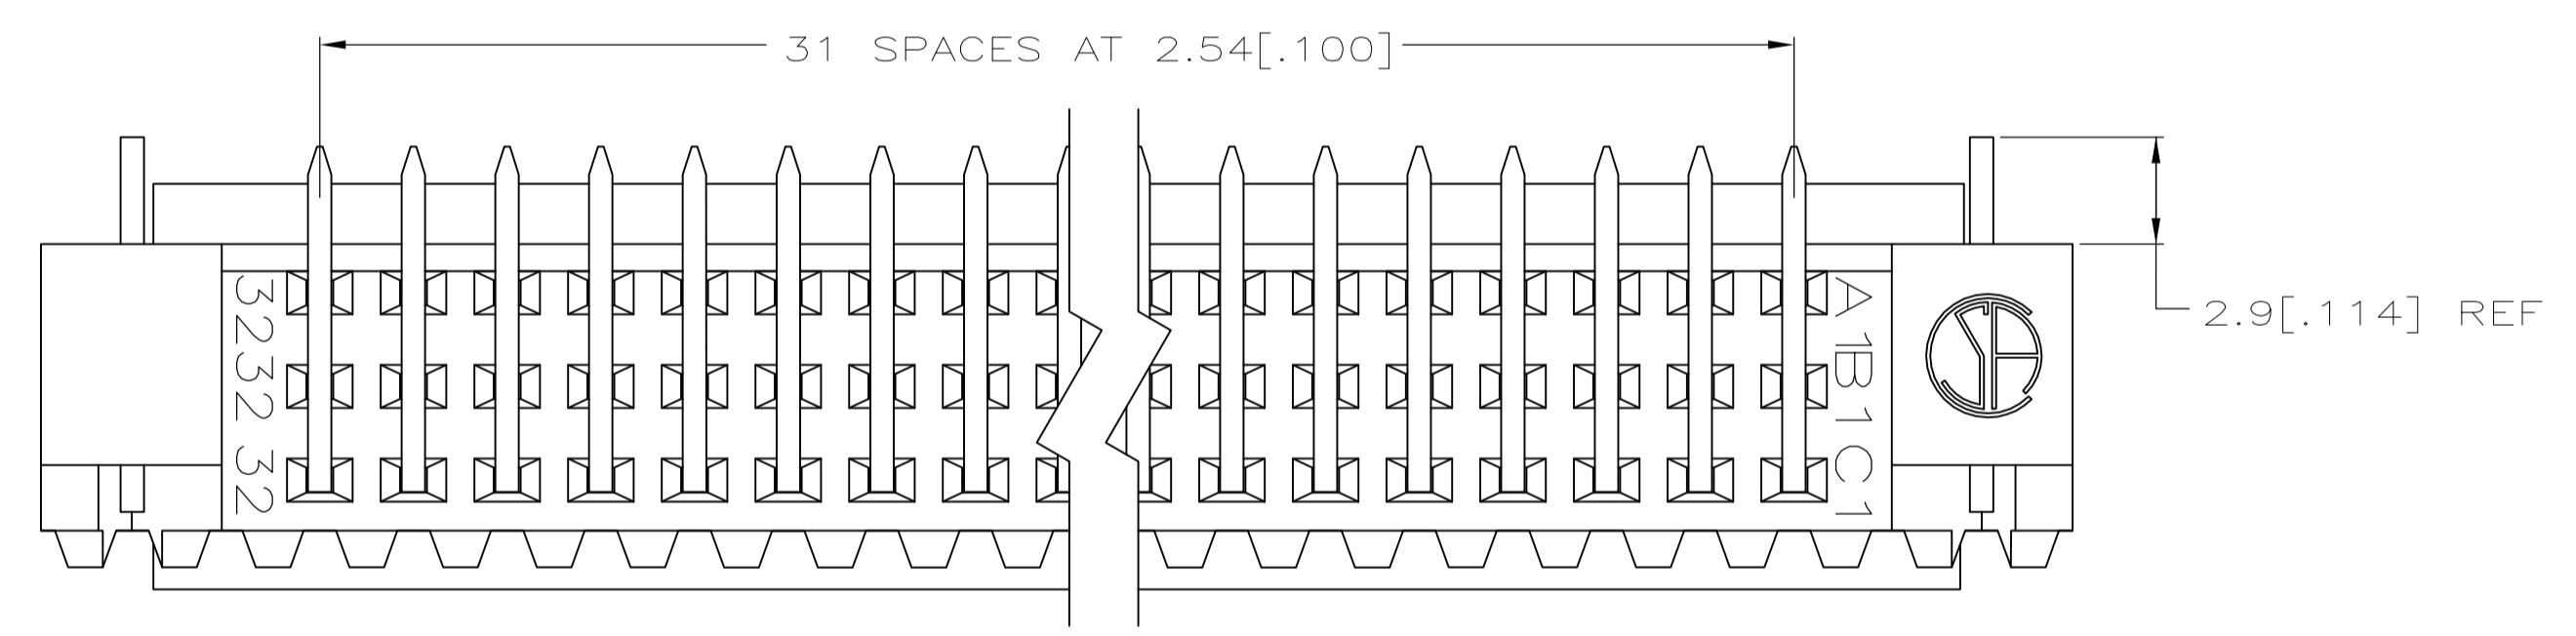 31 SPACES AT 2.54[.100]
32
32
32
A1
B1
C1
2.9[.114] REF